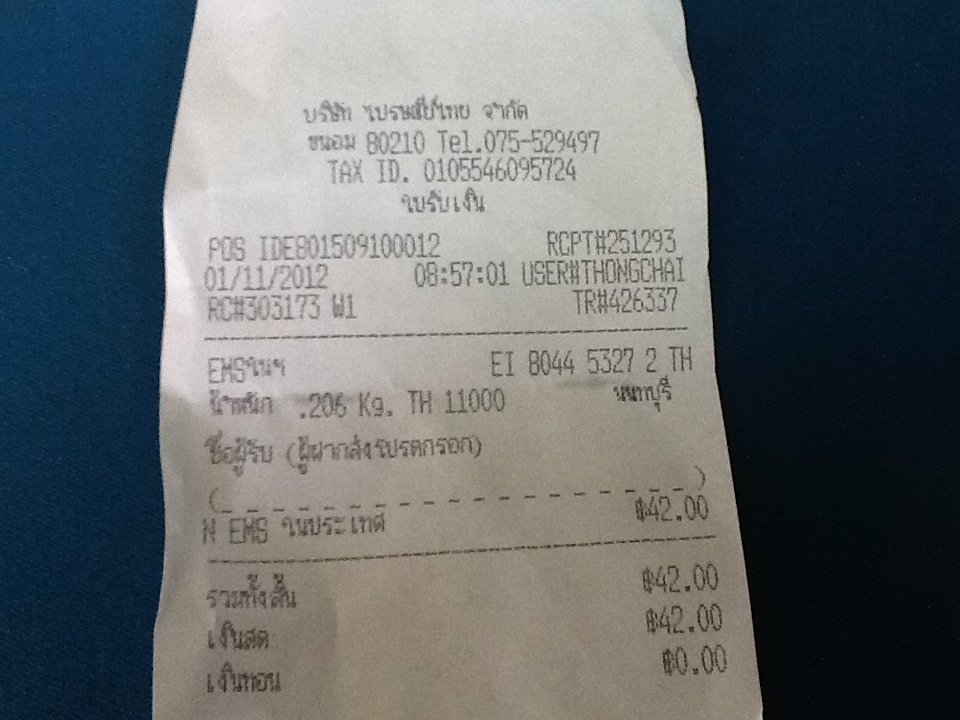 บริษัท ไปรษณีย์ไทย จำกัด
ขนอม 80210 Tel.075-529497
TAX ID. 0105546095724
ใบรับเงิน
POS IDE801509100012 RCPT#251293
01/11/2012 08:57:01 USER#THONGCHAI
RC#303173 W1 TR#426337
EMSในฯ EI 8044 5327 2 TH
น้ำหนัก .206 Kg. TH 11000 นนทบุรี
ชื่อผู้รับ (ผู้ฝากส่งโปรดกรอก)
( _ _ _ _ _ _ _ _ _ _ _ _ _ _ _ )
N EMS ในประเทศ ฿42.00
รวมทั้งสิ้น ฿42.00
เงินสด ฿42.00
เงินทอน ฿0.00